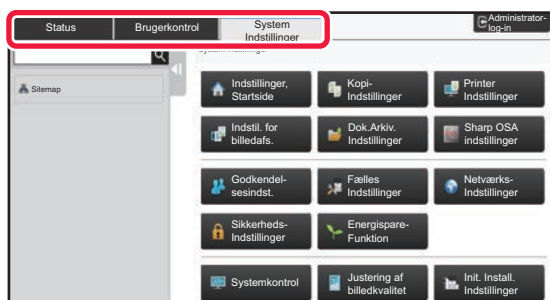 Status
Brugerkontrol
System
Indstillinger
Administrator-
log-in
Sitemap
Indstillinger,
Startside
Kopi-
Indstillinger
Printer
Indstillinger
Indstil. for
billedafs.
Dok.Arkiv.
Indstillinger
Sharp OSA
indstillinger
Godkendel-
sesindst.
Fælles
Indstillinger
Netværks-
Indstillinger
Sikkerheds-
Indstillinger
Energispare-
Funktion
Systemkontrol
Justering af
billedkvalitet
Init. Install.
Indstillinger